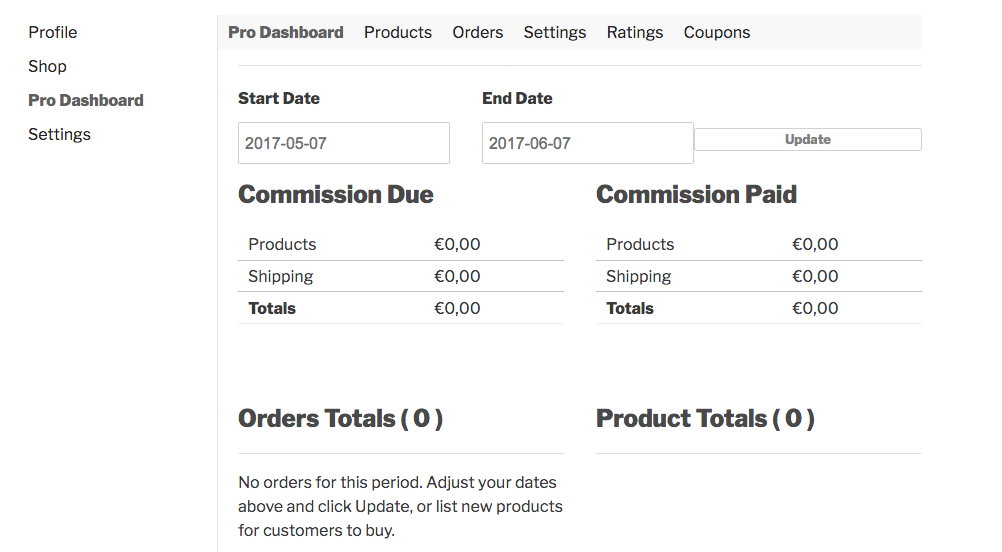 Profile
Shop
Pro Dashboard
Settings
Pro Dashboard Products Orders Settings Ratings Coupons
Start Date End Date
2017-05-07 2017-06-07 Update
Commission Due Commission Paid
Products €0,00 Products €0,00
Shipping €0,00 Shipping €0,00
Totals €0,00 Totals €0,00
Orders Totals ( 0 ) Product Totals ( 0 )
No orders for this period. Adjust your dates
above and click Update, or list new products
for customers to buy.